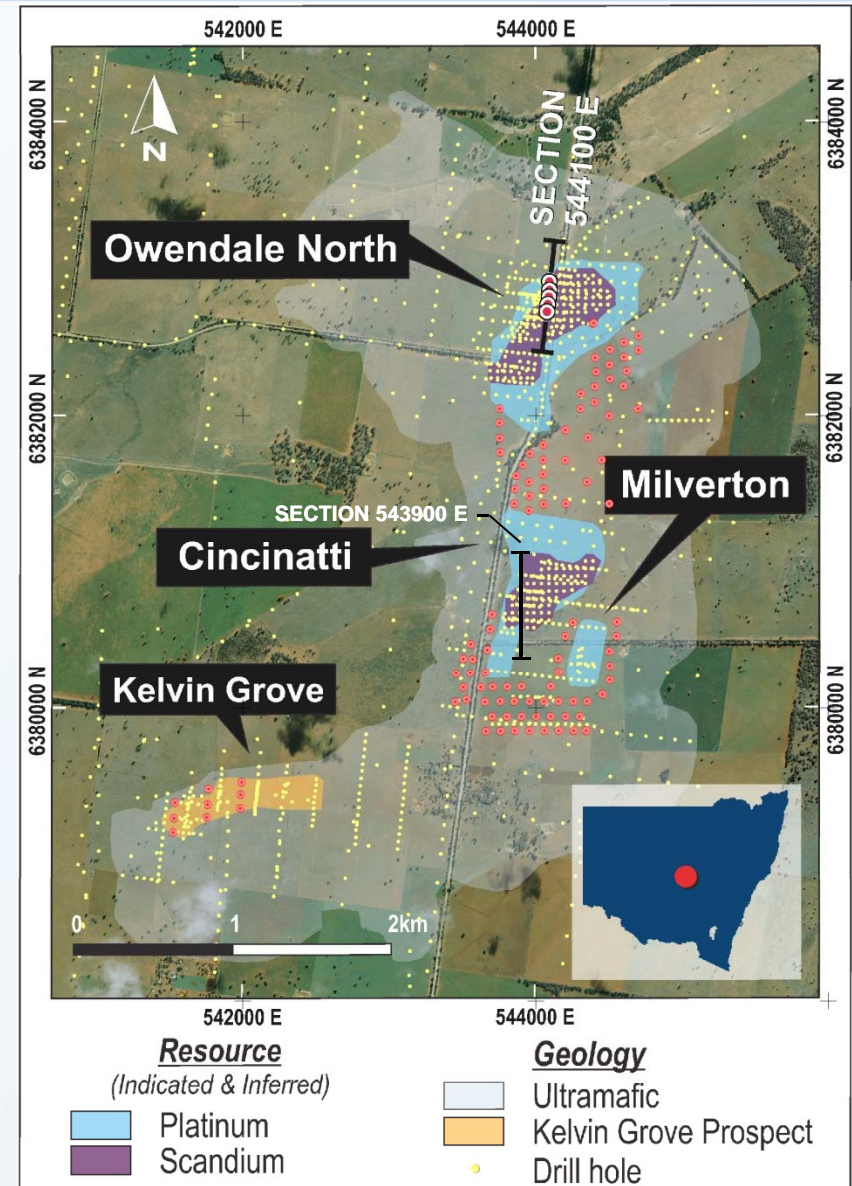 542000 E
544000 E
6384000 N
6384000 N
N
SECTION
544100 E
Owendale North
6382000 N
6382000 N
Milverton
SECTION 543900 E
Cincinatti
Kelvin Grove
6380000 N
6380000 N
0
1
2km
542000 E
544000 E
Resource
(Indicated & Inferred)
Platinum
Scandium
Geology
Ultramafic
Kelvin Grove Prospect
Drill hole